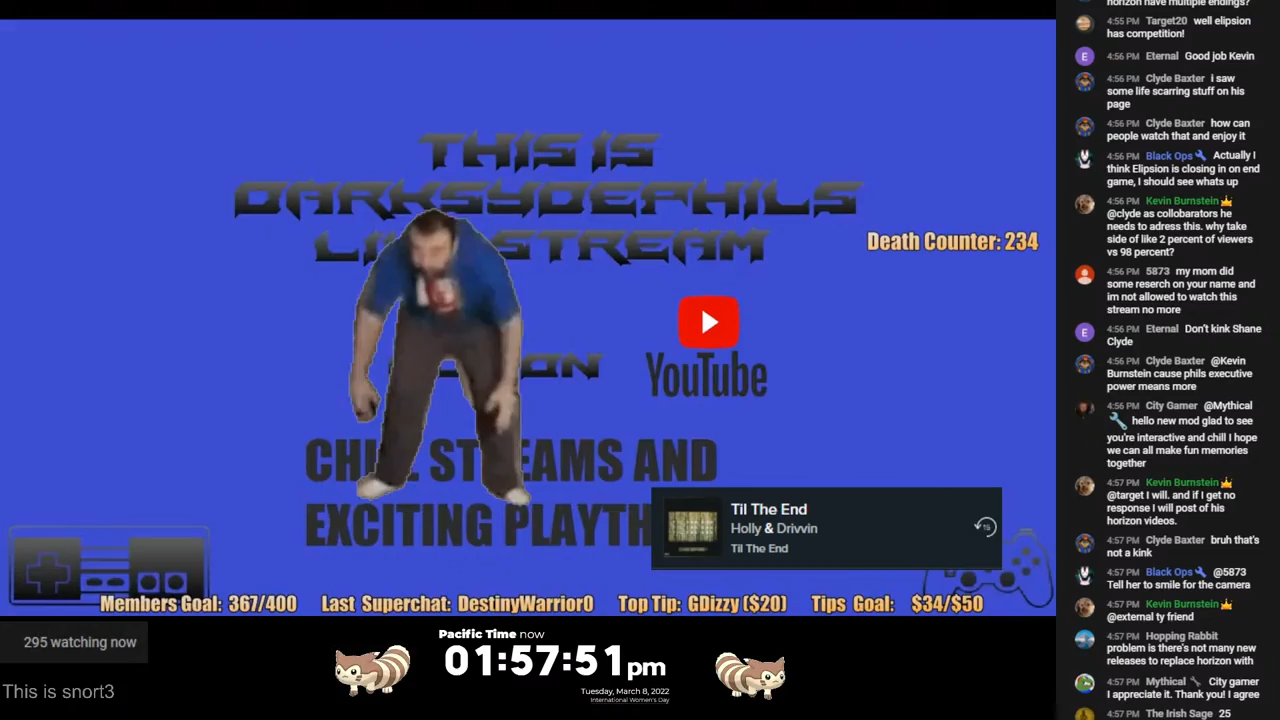 THIS IS
DARKSYDEPHILS
STREAM
Death Counter: 234
YouTube
STREAMS AND
EXCITING
Til The End
Holly & Drivvin
Til The End
15
Members Goal: 367/400
Last Superchat: DestinyWarrior0
Top Tip: GDizzy ($20)
Tips Goal: $34/$50
295 watching now
This is snort3
Pacific Time now
01:57:51pm
Tuesday, March 8, 2022
International Women's Day
horizon have multiple endings?
4:55 PM Target20 well elipsion
has competition!
E 4:56 PM Eternal Good job Kevin
4:56 PM Clyde Baxter i saw
some life scarring stuff on his
page
4:56 PM Clyde Baxter how can
people watch that and enjoy it
4:56 PM Black Ops Actually I
think Elipsion is closing in on end
game, I should see whats up
4:56 PM Kevin Burnstein
@clyde as collobarators he
needs to adress this. why take
side of like 2 percent of viewers
vs 98 percent?
4:56 PM 5873 my mom did
some reserch on your name and
im not allowed to watch this
stream no more
E 4:56 PM Eternal Don't kink Shane
Clyde
4:56 PM Clyde Baxter @Kevin
Burnstein cause phils executive
power means more
4:56 PM City Gamer @Mythical
hello new mod glad to see
you're interactive and chill I hope
we can all make fun memories
together
4:57 PM Kevin Burnstein
@target I will. and if I get no
response I will post of his
horizon videos.
4:57 PM Clyde Baxter bruh that's
not a kink
4:57 PM Black Ops @5873
Tell her to smile for the camera
4:57 PM Kevin Burnstein
@external ty friend
4:57 PM Hopping Rabbit
problem is there's not many new
releases to replace horizon with
4:57 PM Mythical City gamer
I appreciate it. Thank you! I agree
4:57 PM The Irish Sage 25